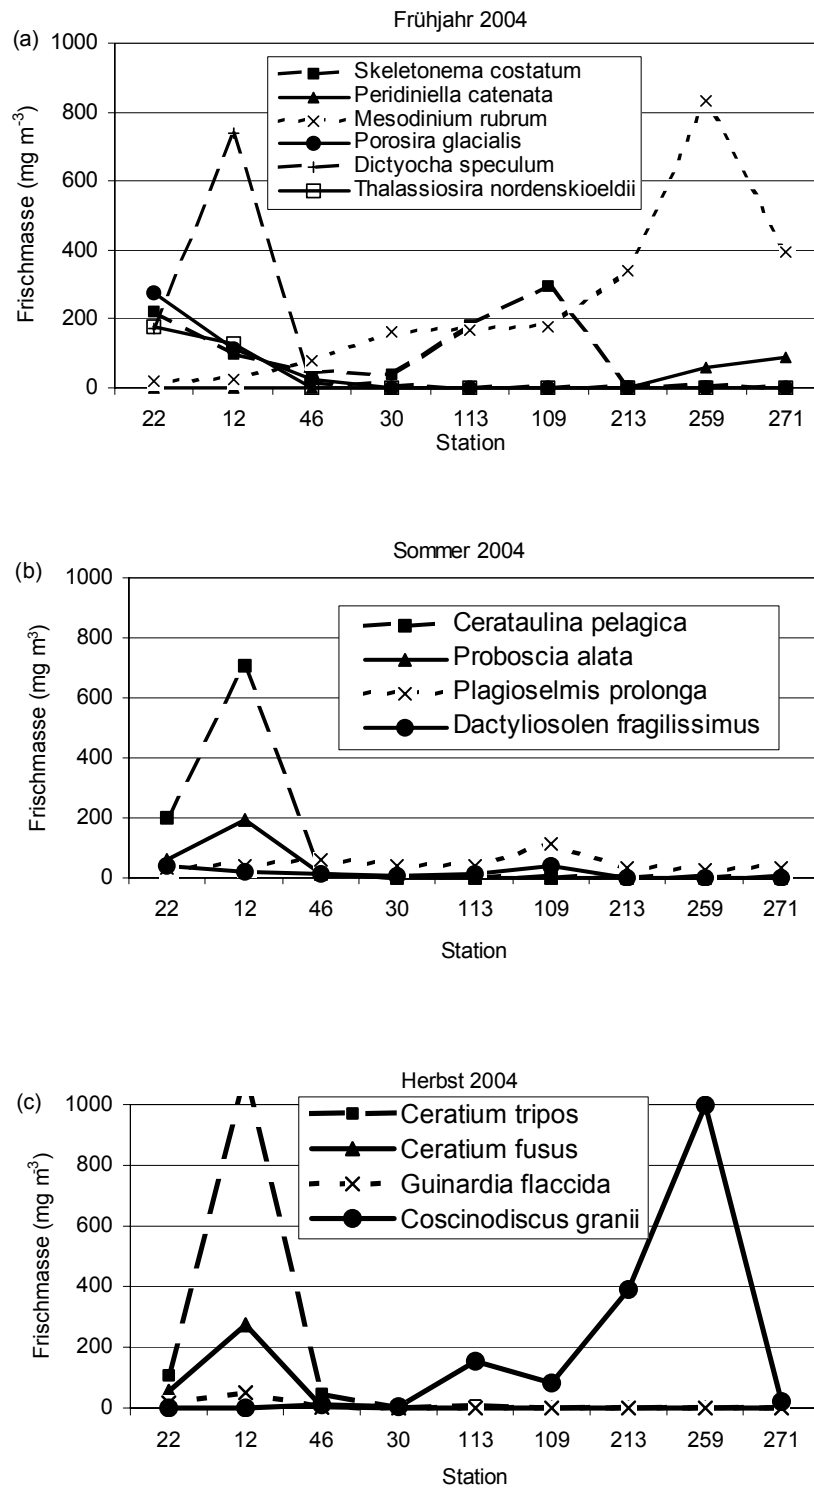 Frühjahr 2004
(a)
Frischmasse (mg m-3)
1000
800
600
400
200
0
Skeletonema costatum
Peridiniella catenata
Mesodinium rubrum
Porosira glacialis
Dictyocha speculum
Thalassiosira nordenskioeldii
22 12 46 30 113 109 213 259 271
Station
Sommer 2004
(b)
Frischmasse (mg m3)
1000
800
600
400
200
0
Cerataulina pelagica
Proboscia alata
Plagioselmis prolonga
Dactyliosolen fragilissimus
22 12 46 30 113 109 213 259 271
Station
Herbst 2004
(c)
Frischmasse (mg m-3)
1000
800
600
400
200
0
Ceratium tripos
Ceratium fusus
Guinardia flaccida
Coscinodiscus granii
22 12 46 30 113 109 213 259 271
Station